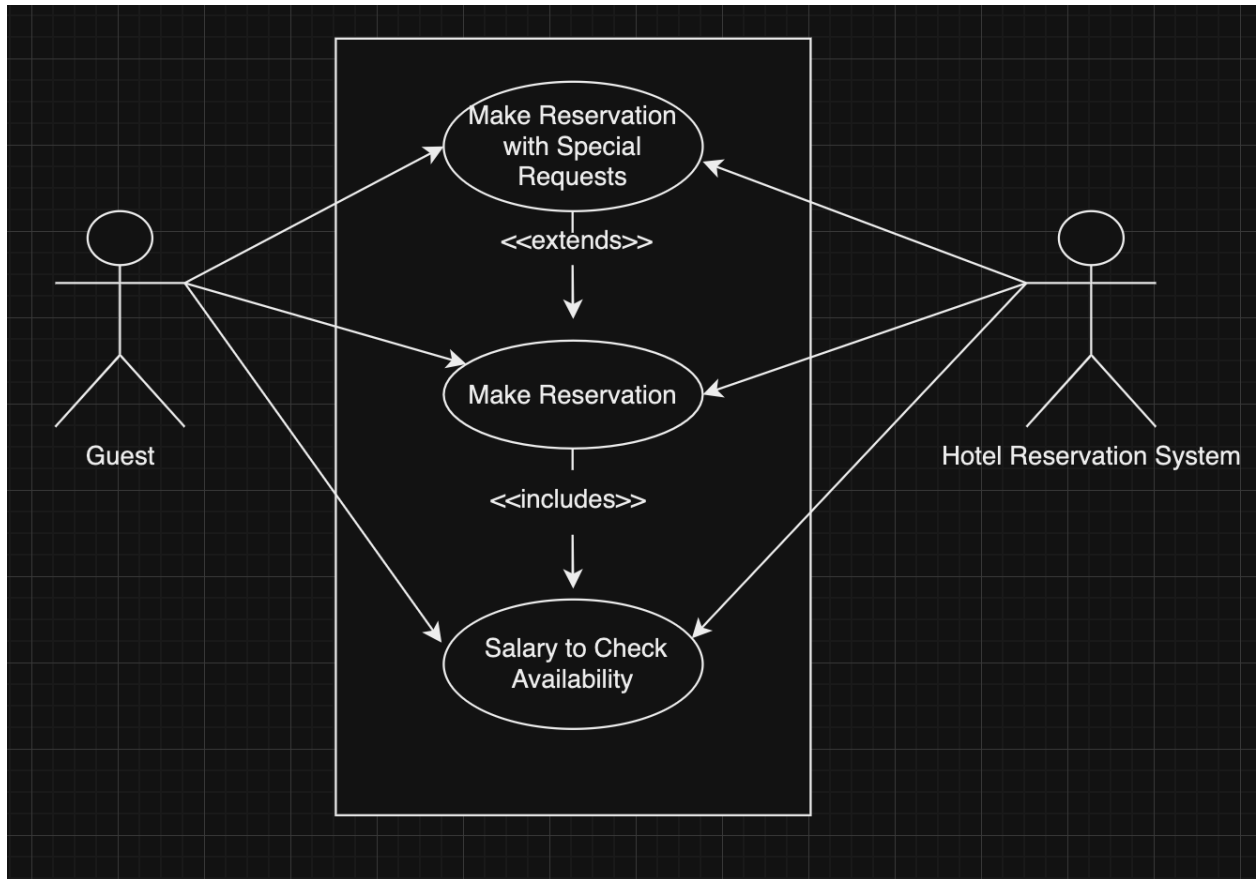 Make Reservation
with Special
Requests
<<extends>>
Make Reservation
Guest
Hotel Reservation System
<<includes>>
Salary to Check
Availability